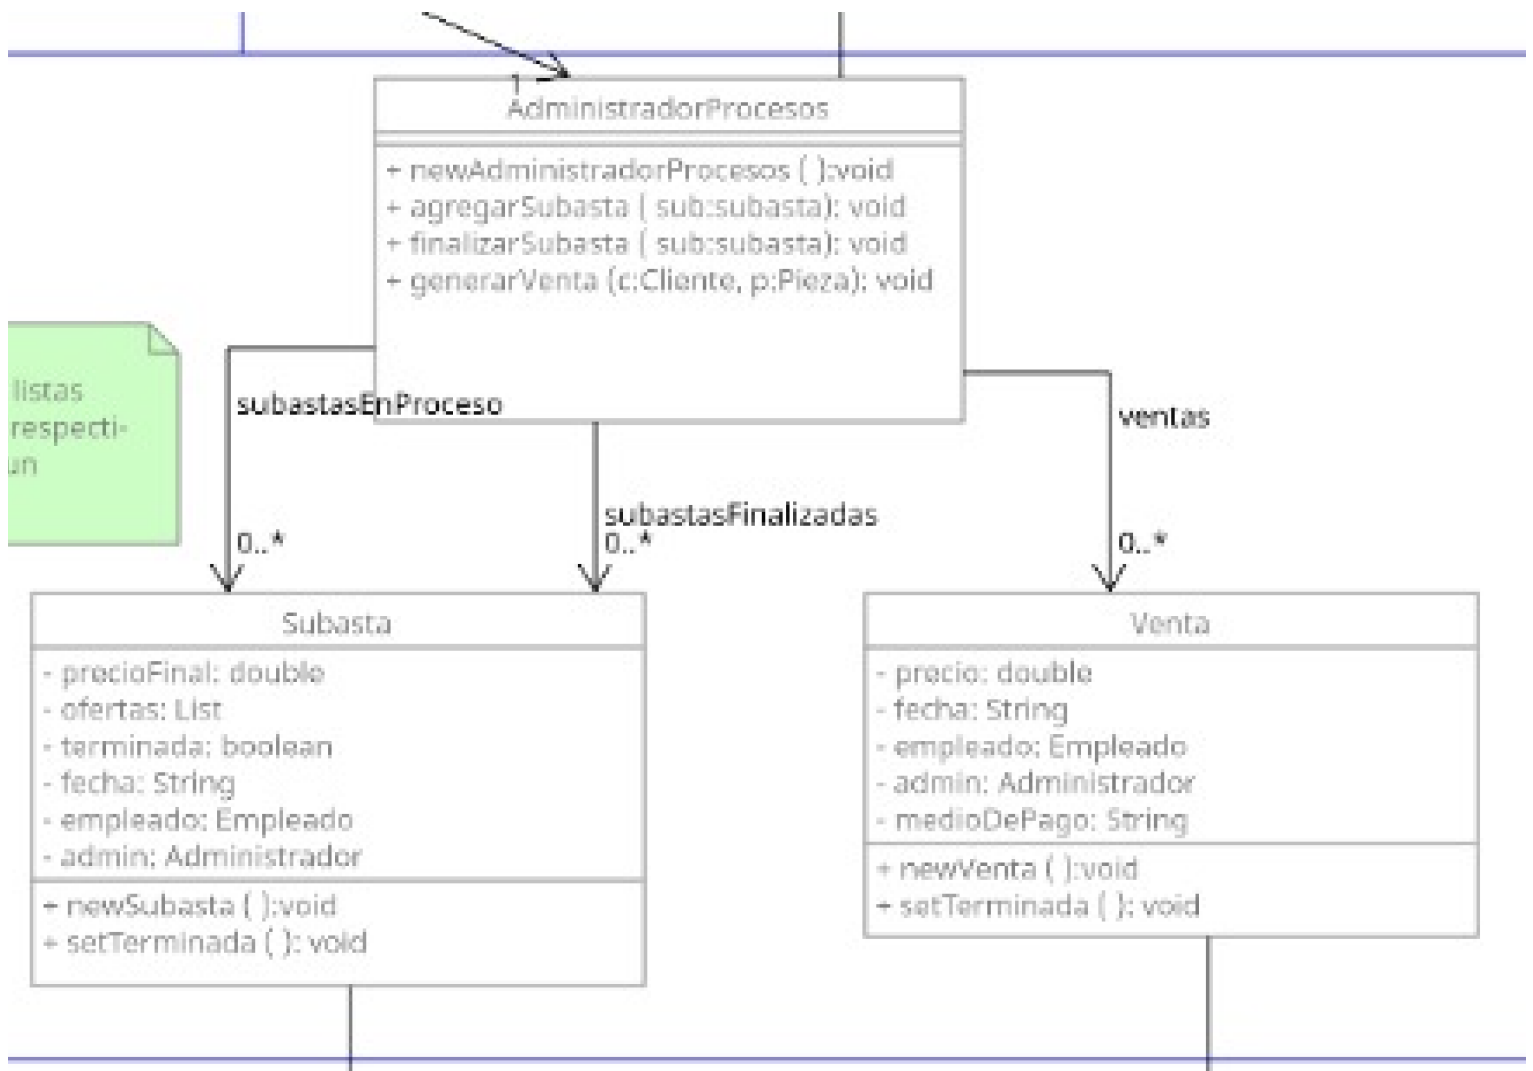 1
AdministradorProcesos
+ newAdministradorProcesos ( ):void
+ agregarSubasta ( sub:subasta): void
+ finalizarSubasta ( sub:subasta): void
+ generarVenta (c:Cliente, p:Pieza): void
listas
respecti-
un
subastasEnProceso
0..*
subastasFinalizadas
0..*
ventas
0..*
Subasta
- precioFinal: double
- ofertas: List
- terminada: boolean
- fecha: String
- empleado: Empleado
- admin: Administrador
+ newSubasta ( ):void
+ setTerminada ( ): void
Venta
- precio: double
- fecha: String
- empleado: Empleado
- admin: Administrador
- medioDePago: String
+ newVenta ( ):void
+ setTerminada ( ): void